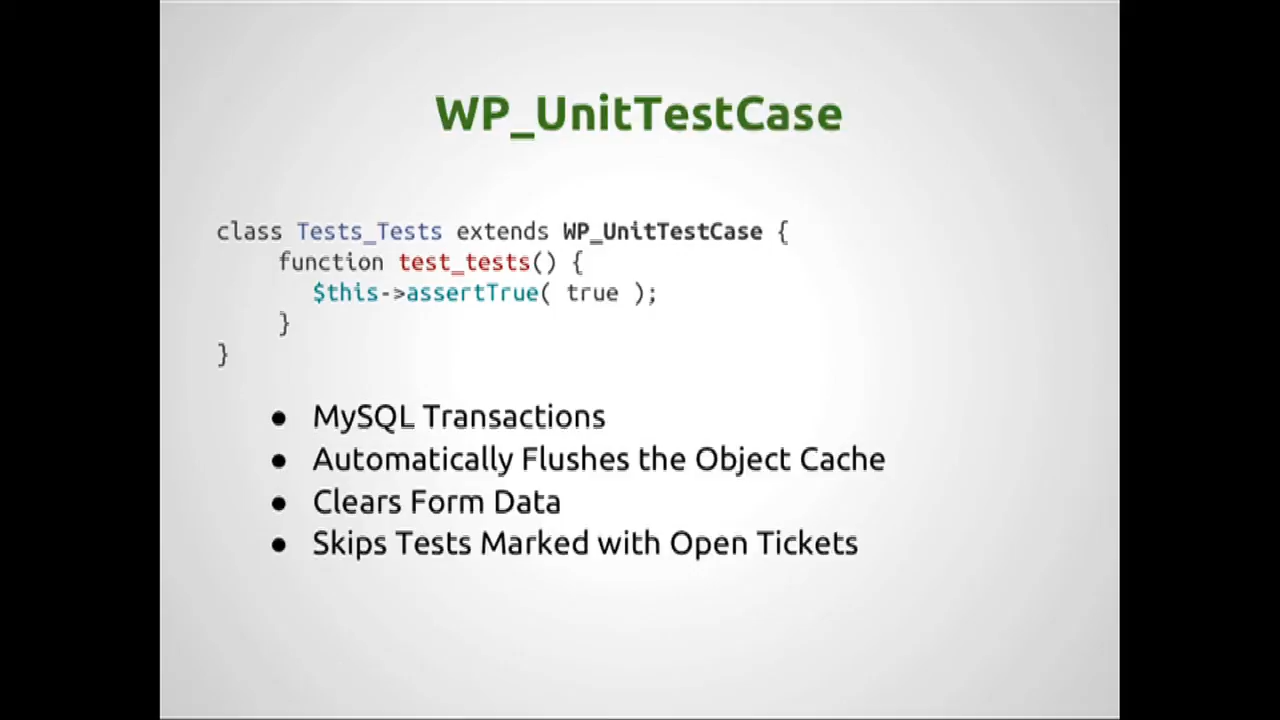 WP_UnitTestCase
class Tests_Tests extends WP_UnitTestCase {
function test_tests() {
$this->assertTrue( true );
}
}
● MySQL Transactions
● Automatically Flushes the Object Cache
● Clears Form Data
● Skips Tests Marked with Open Tickets